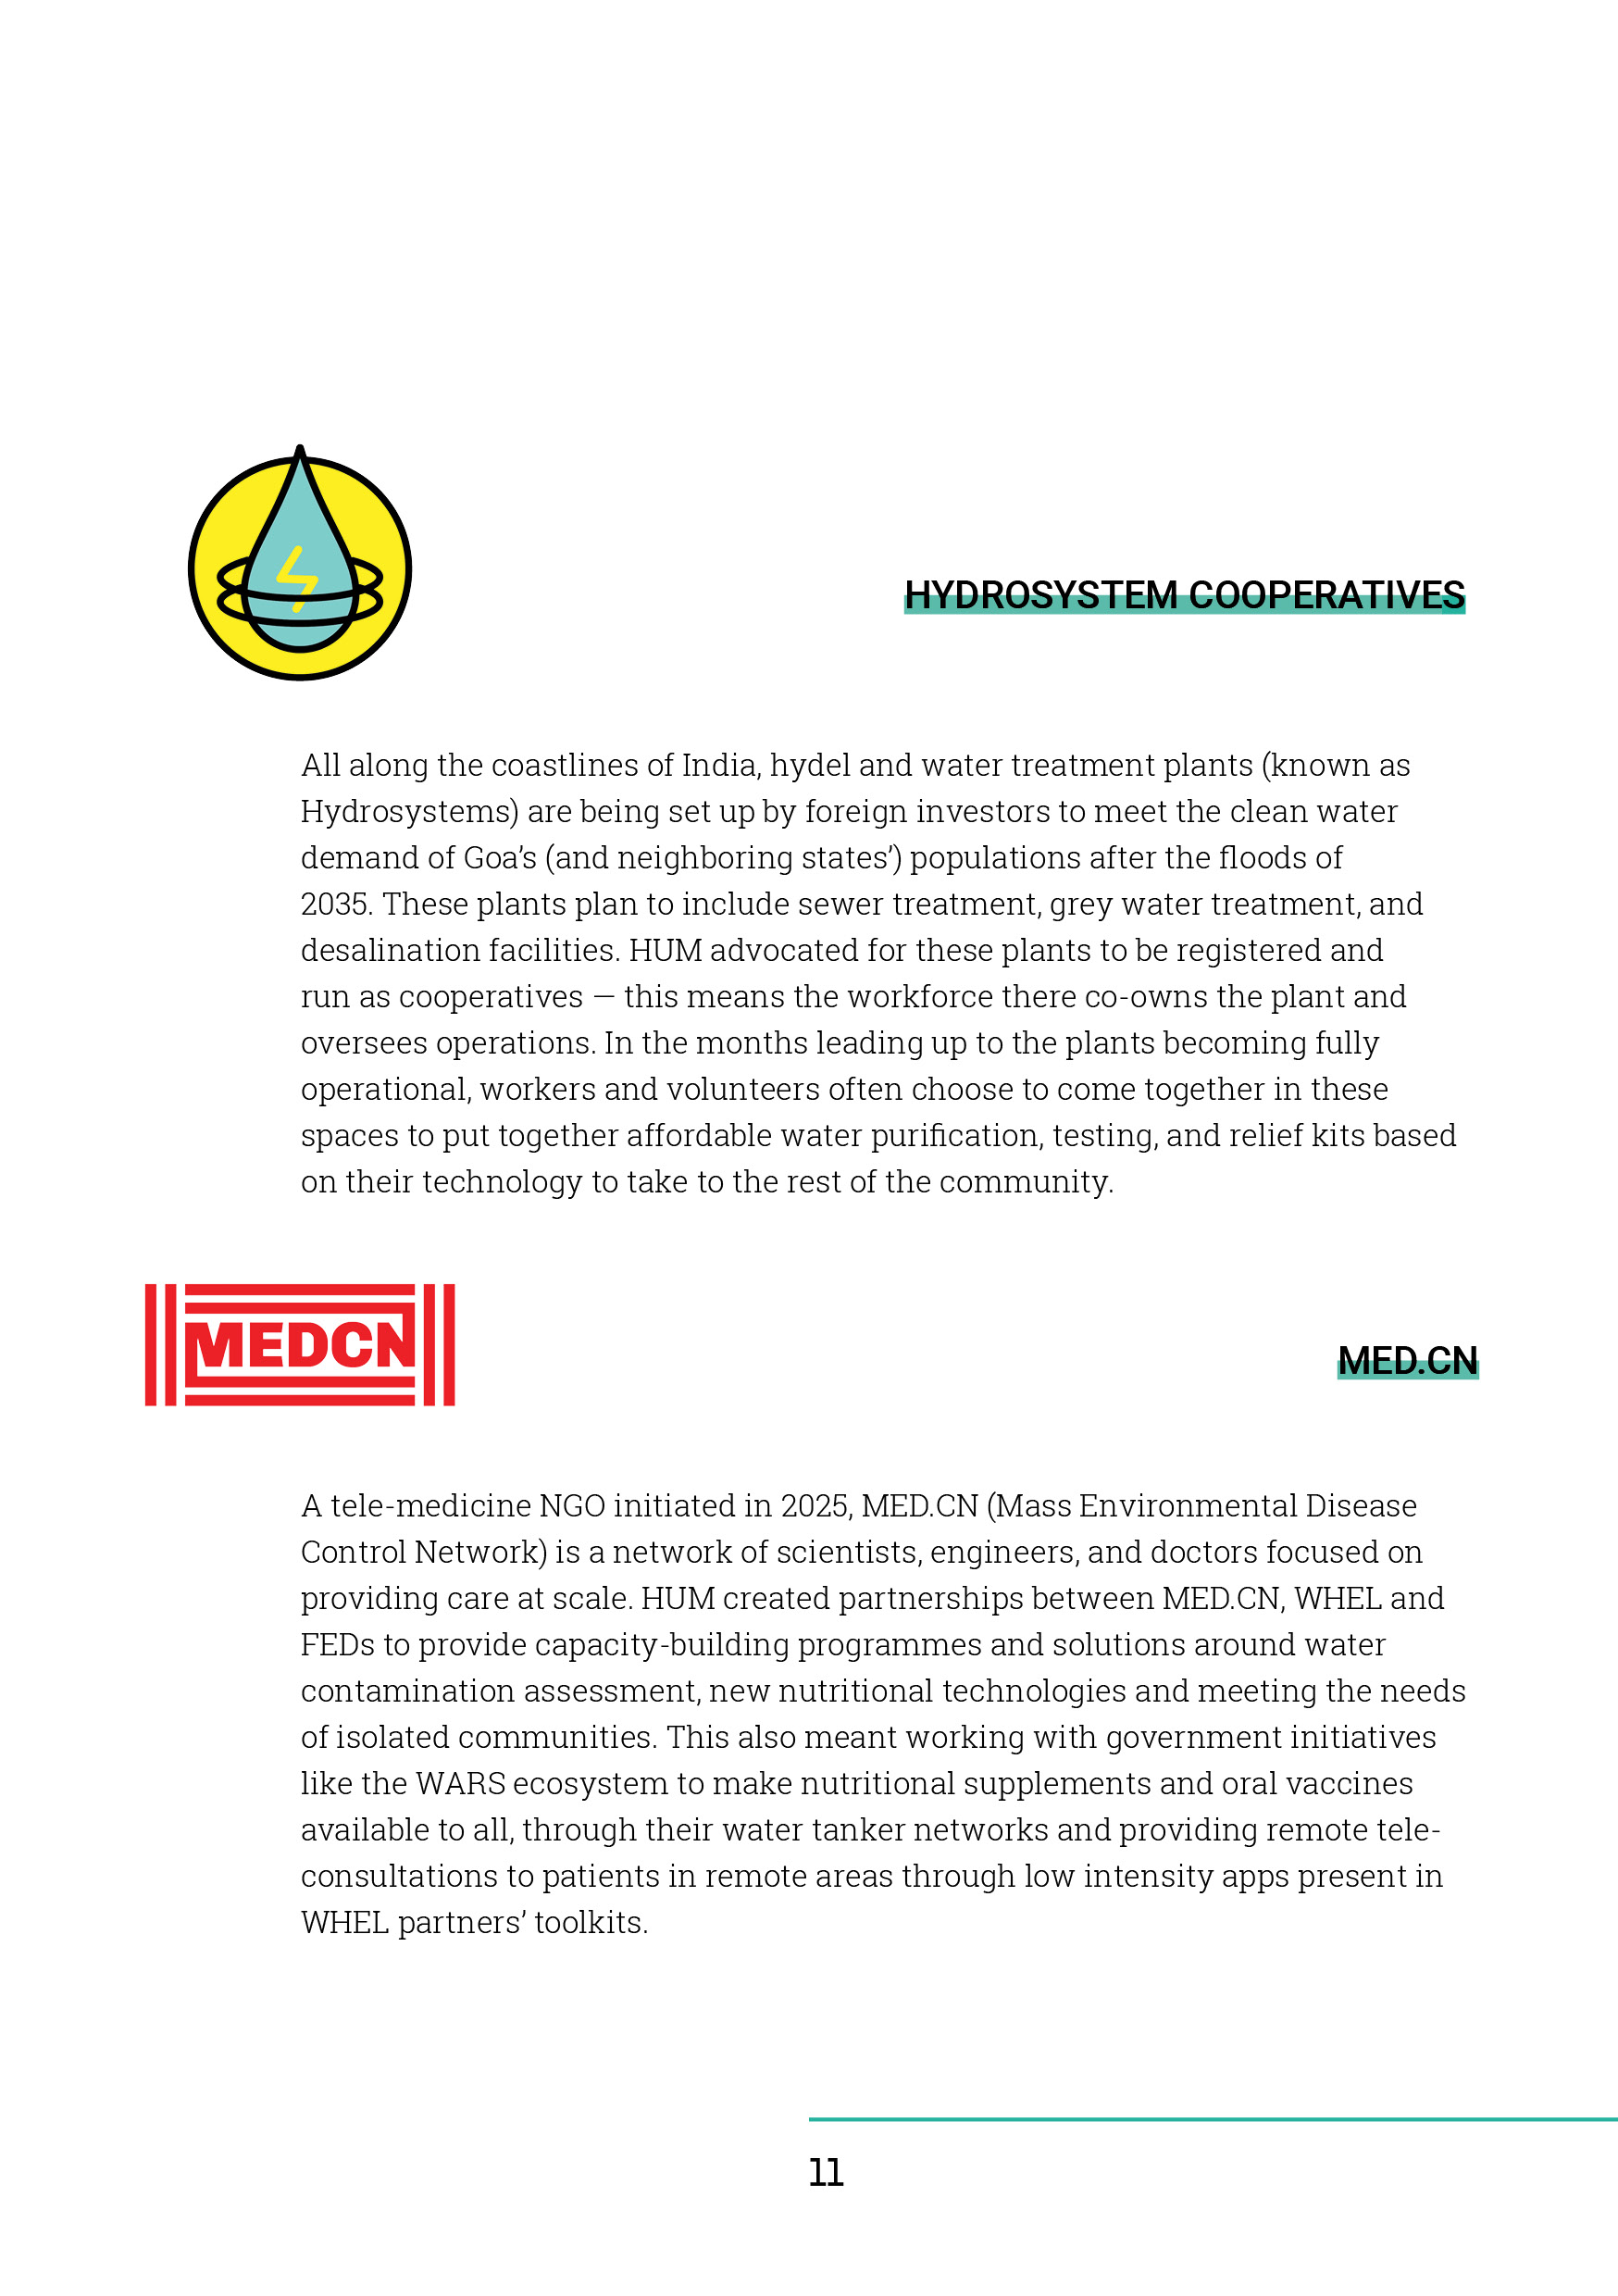 HYDROSYSTEM COOPERATIVES
All along the coastlines of India, hydel and water treatment plants (known as
Hydrosystems) are being set up by foreign investors to meet the clean water
demand of Goa’s (and neighboring states’) populations after the floods of
2035. These plants plan to include sewer treatment, grey water treatment, and
desalination facilities. HUM advocated for these plants to be registered and
run as cooperatives — this means the workforce there co-owns the plant and
oversees operations. In the months leading up to the plants becoming fully
operational, workers and volunteers often choose to come together in these
spaces to put together affordable water purification, testing, and relief kits based
on their technology to take to the rest of the community.
MEDCN
MED.CN
A tele-medicine NGO initiated in 2025, MED.CN (Mass Environmental Disease
Control Network) is a network of scientists, engineers, and doctors focused on
providing care at scale. HUM created partnerships between MED.CN, WHEL and
FEDs to provide capacity-building programmes and solutions around water
contamination assessment, new nutritional technologies and meeting the needs
of isolated communities. This also meant working with government initiatives
like the WARS ecosystem to make nutritional supplements and oral vaccines
available to all, through their water tanker networks and providing remote tele-
consultations to patients in remote areas through low intensity apps present in
WHEL partners’ toolkits.
11